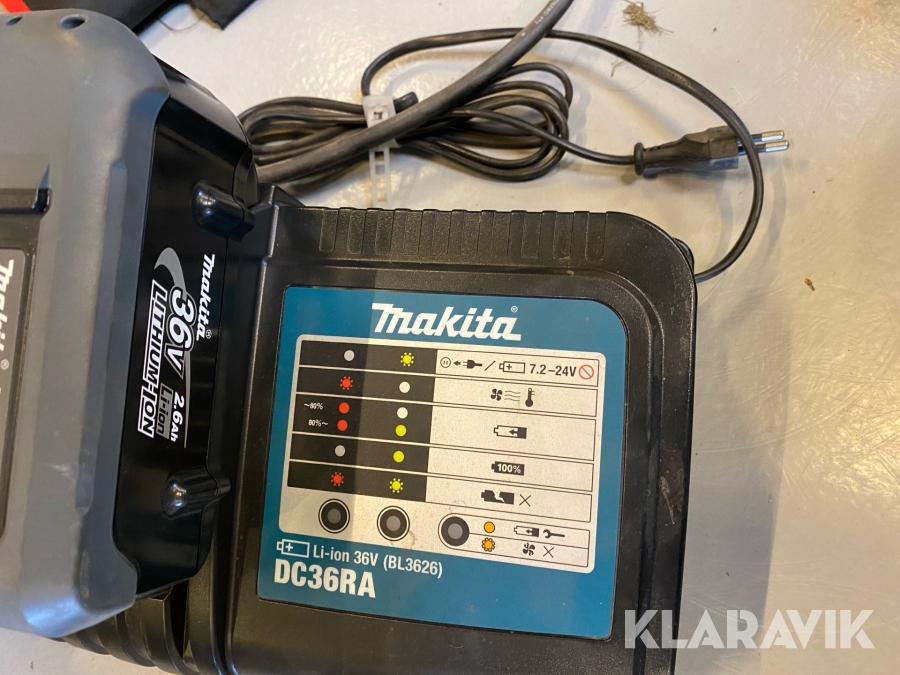 makita
36V
LITHIUM-ION
2.6Ah
Li-ion
makita
makita
7.2–24V
~80%
80%~
100%
Li-ion 36V (BL3626)
DC36RA
KLARAVIK